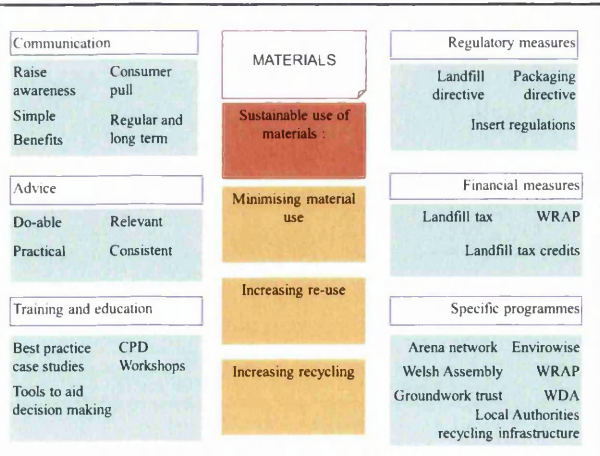 Communication
Raise awareness
Consumer pull
Simple
Benefits
Regular and long term
Advice
Do-able
Relevant
Practical
Consistent
Training and education
Best practice case studies
CPD
Workshops
Tools to aid decision making
MATERIALS
Sustainable use of materials :
Minimising material use
Increasing re-use
Increasing recycling
Regulatory measures
Landfill directive
Packaging directive
Insert regulations
Financial measures
Landfill tax
WRAP
Landfill tax credits
Specific programmes
Arena network
Envirowise
Welsh Assembly
WRAP
Groundwork trust
WDA
Local Authorities
recycling infrastructure